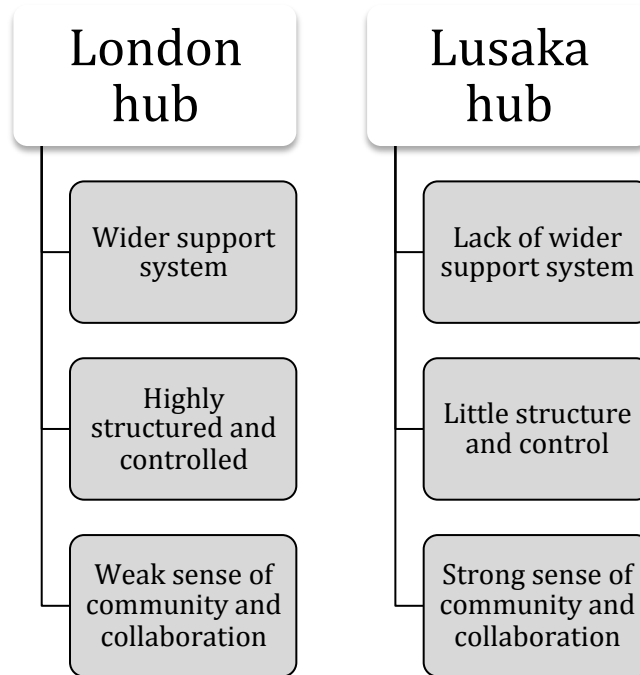 London
hub
Wider support
system
Highly
structured and
controlled
Weak sense of
community and
collaboration
Lusaka
hub
Lack of wider
support system
Little structure
and control
Strong sense of
community and
collaboration